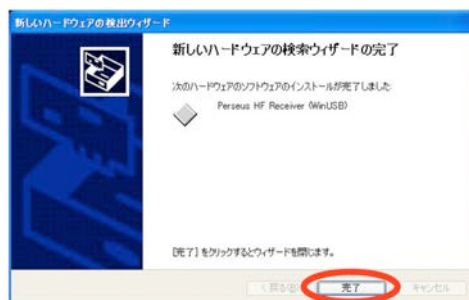 新しいハードウェアの検出ウィザード
新しいハードウェアの検索ウィザードの完了
次のハードウェアのソフトウェアのインストールが完了しました:
Perseus HF Receiver (WinUSB)
[完了] をクリックするとウィザードを閉じます。
< 戻る(B)
完了
キャンセル